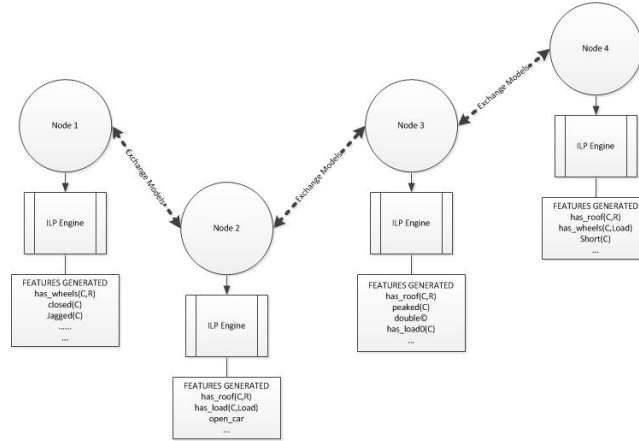 Node 1
ILP Engine
FEATURES GENERATED
has_wheels(C,R)
closed(C)
Jagged(C)
......
...
Exchange Models
Node 2
ILP Engine
FEATURES GENERATED
has_roof(C,R)
has_load(C,Load)
open_car
...
Exchange Models
Node 3
ILP Engine
FEATURES GENERATED
has_roof(C,R)
peaked(C)
double©
has_load0(C)
...
Exchange Models
Node 4
ILP Engine
FEATURES GENERATED
has_roof(C,R)
has_wheels(C,Load)
Short(C)
...